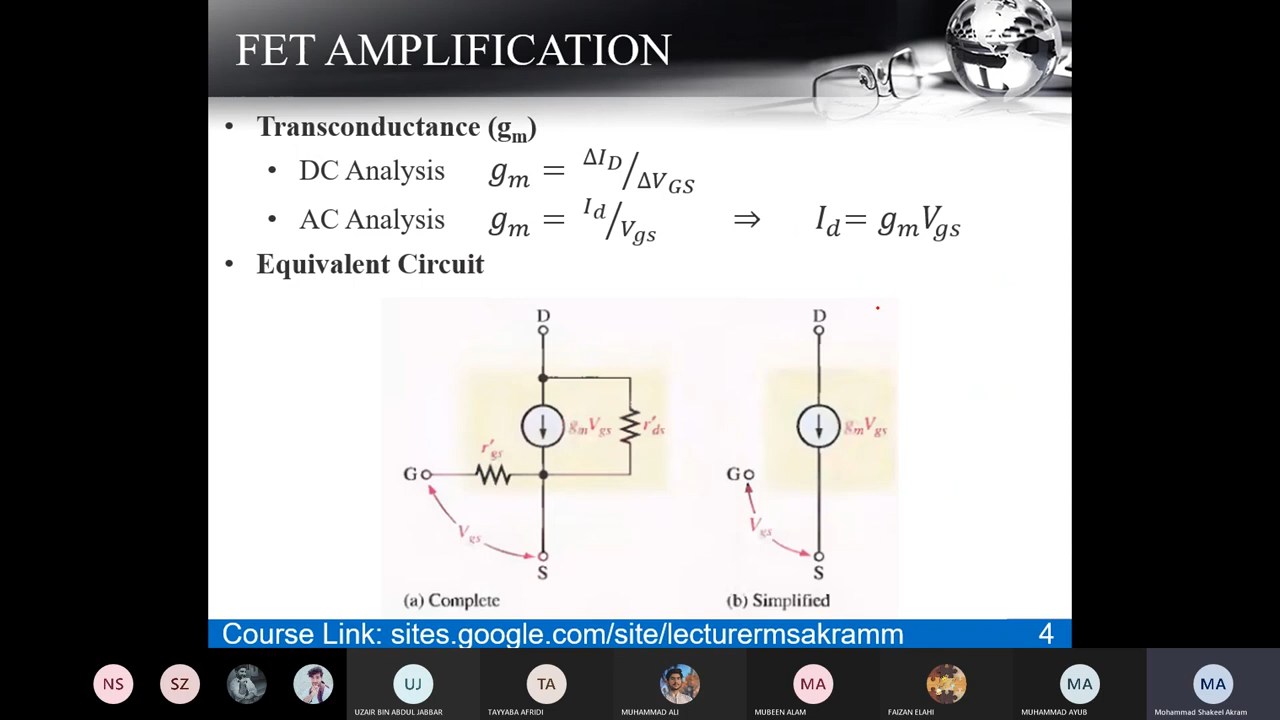 FET AMPLIFICATION
• Transconductance (gm)
• DC Analysis gm = ΔID/ΔVGS
• AC Analysis gm = Id/Vgs ⇒ Id= gmVgs
• Equivalent Circuit
D
gmVgs
r'ds
r'gs
G
Vgs
S
(a) Complete
D
gmVgs
G
Vgs
S
(b) Simplified
Course Link: sites.google.com/site/lecturermsakramm 4
NS
SZ
UJ
TA
MA
MA
MA
UZAIR BIN ABDUL JABBAR
TAYYABA AFRIDI
MUHAMMAD ALI
MUBEEN ALAM
FAIZAN ELAHI
MUHAMMAD AYUB
Mohammad Shakeel Akram